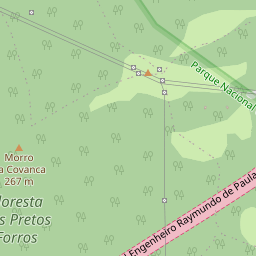 Parque Nacional
Morro
a Covanca
267 m
loresta
s Pretos
Forros
l Engenheiro Raymundo de Paula